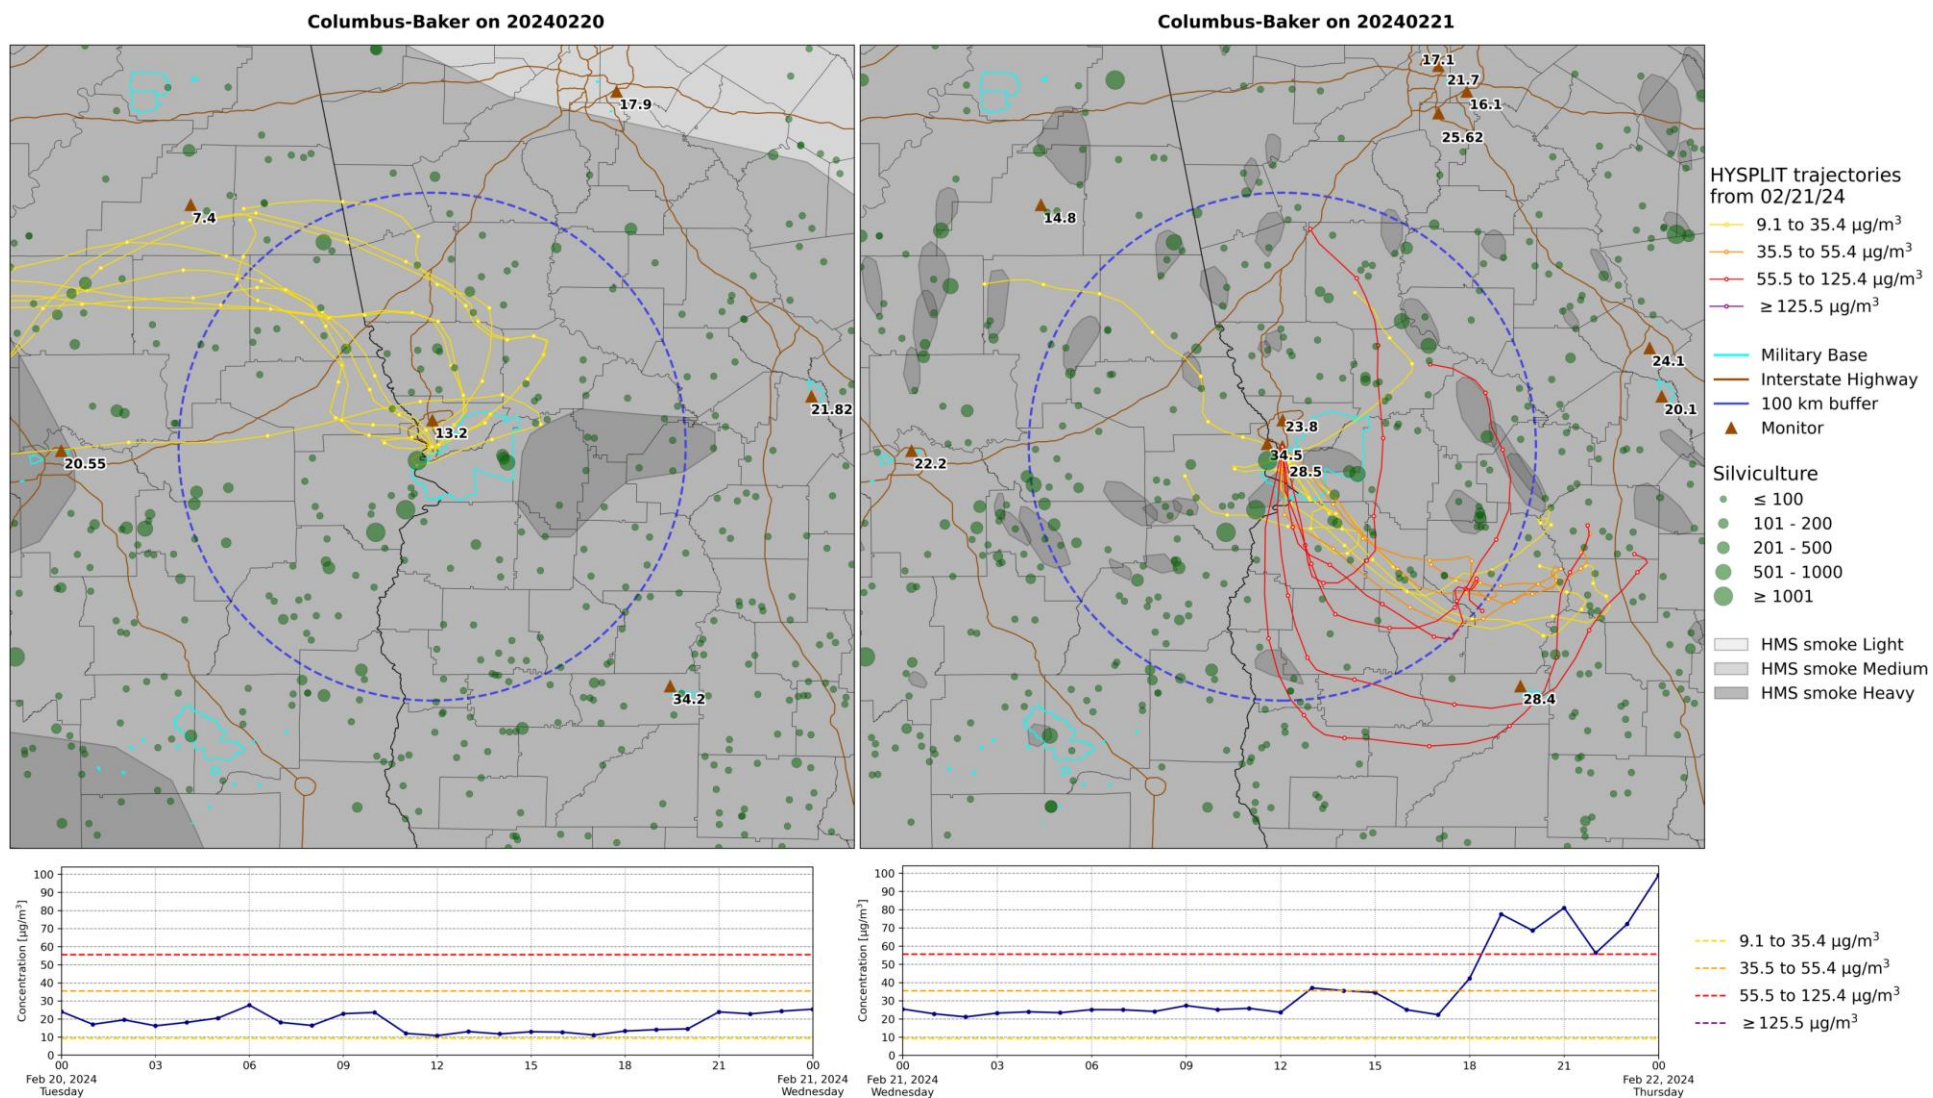 Columbus-Baker on 20240220
17.9
7.4
13.2
21.82
20.55
34.2
Columbus-Baker on 20240221
17.1
21.7
16.1
25.62
14.8
24.1
20.1
23.8
34.5
28.5
22.2
28.4
HYSPLIT trajectories
from 02/21/24
9.1 to 35.4 µg/m³
35.5 to 55.4 µg/m³
55.5 to 125.4 µg/m³
≥ 125.5 µg/m³
Military Base
Interstate Highway
100 km buffer
Monitor
Silviculture
≤ 100
101 - 200
201 - 500
501 - 1000
≥ 1001
HMS smoke Light
HMS smoke Medium
HMS smoke Heavy
Concentration [µg/m³]
100
90
80
70
60
50
40
30
20
10
0
00 03 06 09 12 15 18 21 00
Feb 20, 2024 Feb 21, 2024
Tuesday Wednesday
Concentration [µg/m³]
100
90
80
70
60
50
40
30
20
10
0
00 03 06 09 12 15 18 21 00
Feb 21, 2024 Feb 22, 2024
Wednesday Thursday
9.1 to 35.4 µg/m³
35.5 to 55.4 µg/m³
55.5 to 125.4 µg/m³
≥ 125.5 µg/m³